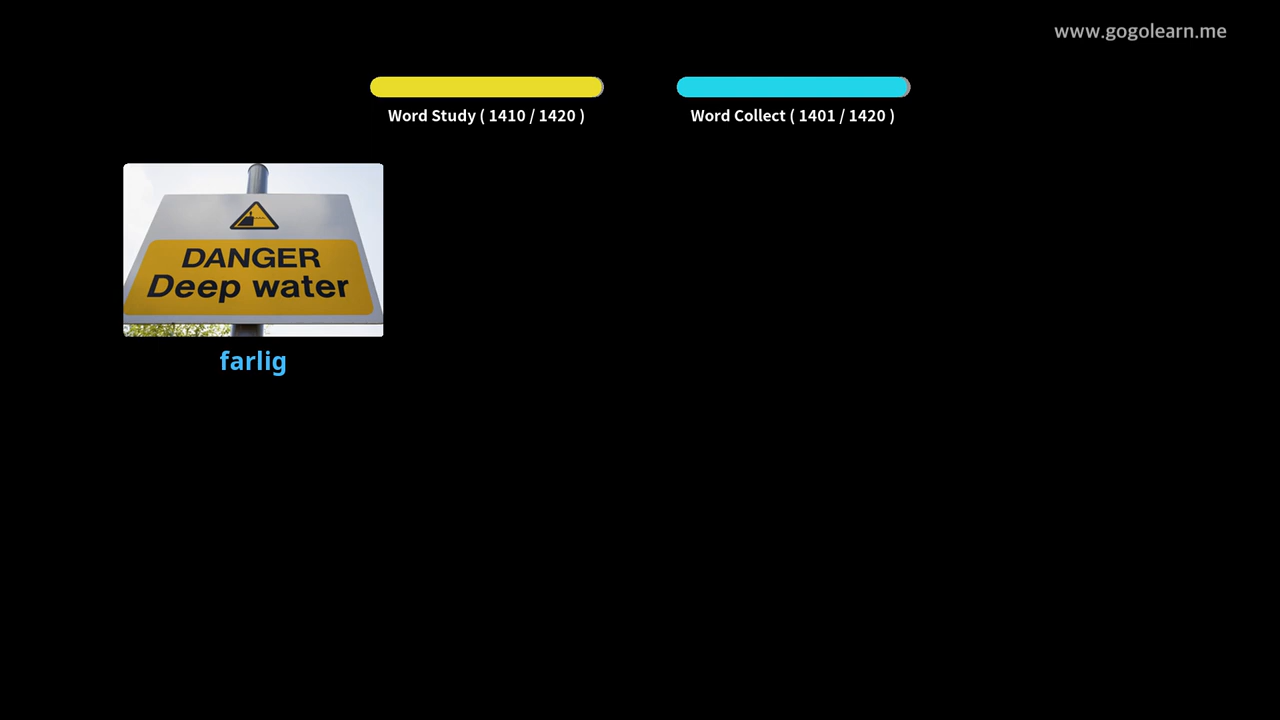 www.gogolearn.me
Word Study ( 1410 / 1420 )
Word Collect ( 1401 / 1420 )
DANGER
Deep water
farlig